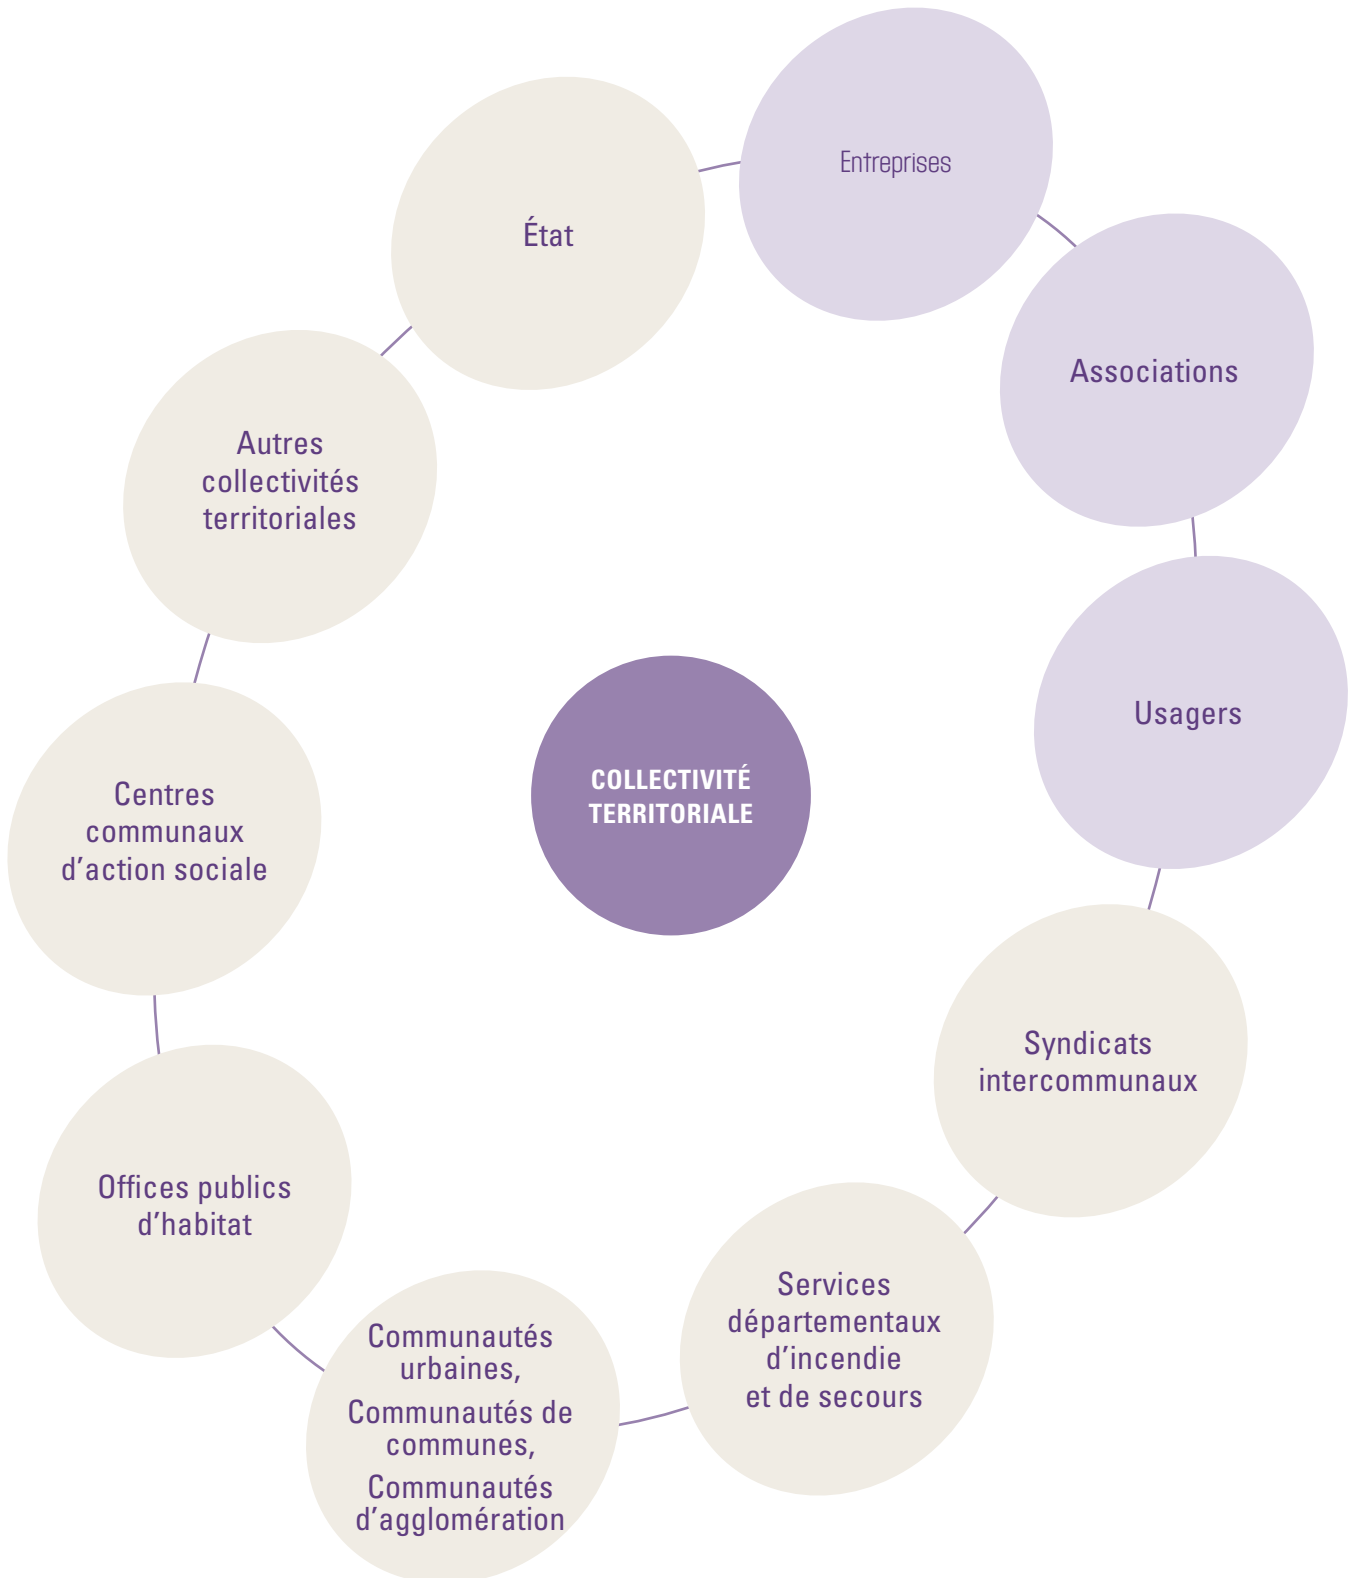 Entreprises
État
Associations
Autres
collectivités
territoriales
Usagers
COLLECTIVITÉ
TERRITORIALE
Centres
communaux
d’action sociale
Syndicats
intercommunaux
Offices publics
d’habitat
Services
départementaux
d’incendie
et de secours
Communautés
urbaines,
Communautés de
communes,
Communautés
d’agglomération